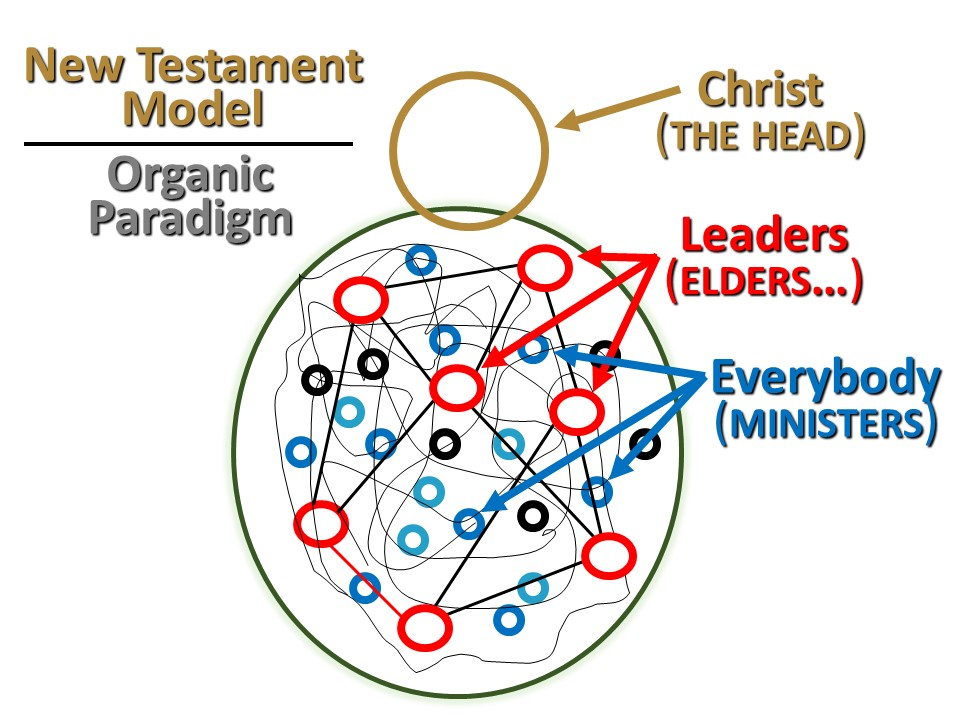 New Testament
Model
Organic
Paradigm
Christ
(THE HEAD)
Leaders
(ELDERS...)
Everybody
(MINISTERS)